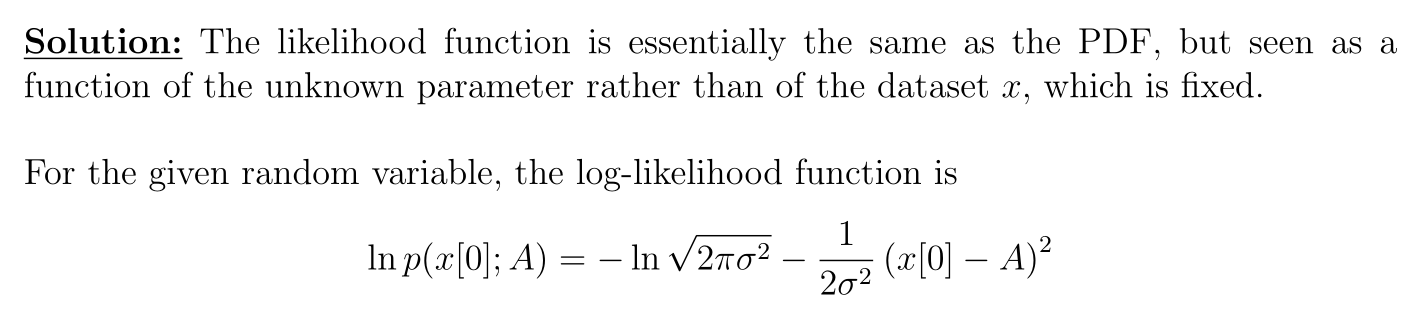 Solution: The likelihood function is essentially the same as the PDF, but seen as a
function of the unknown parameter rather than of the dataset x, which is fixed.
For the given random variable, the log-likelihood function is
ln p(x[0]; A) = − ln √(2πσ²) − 1/(2σ²) (x[0] − A)²